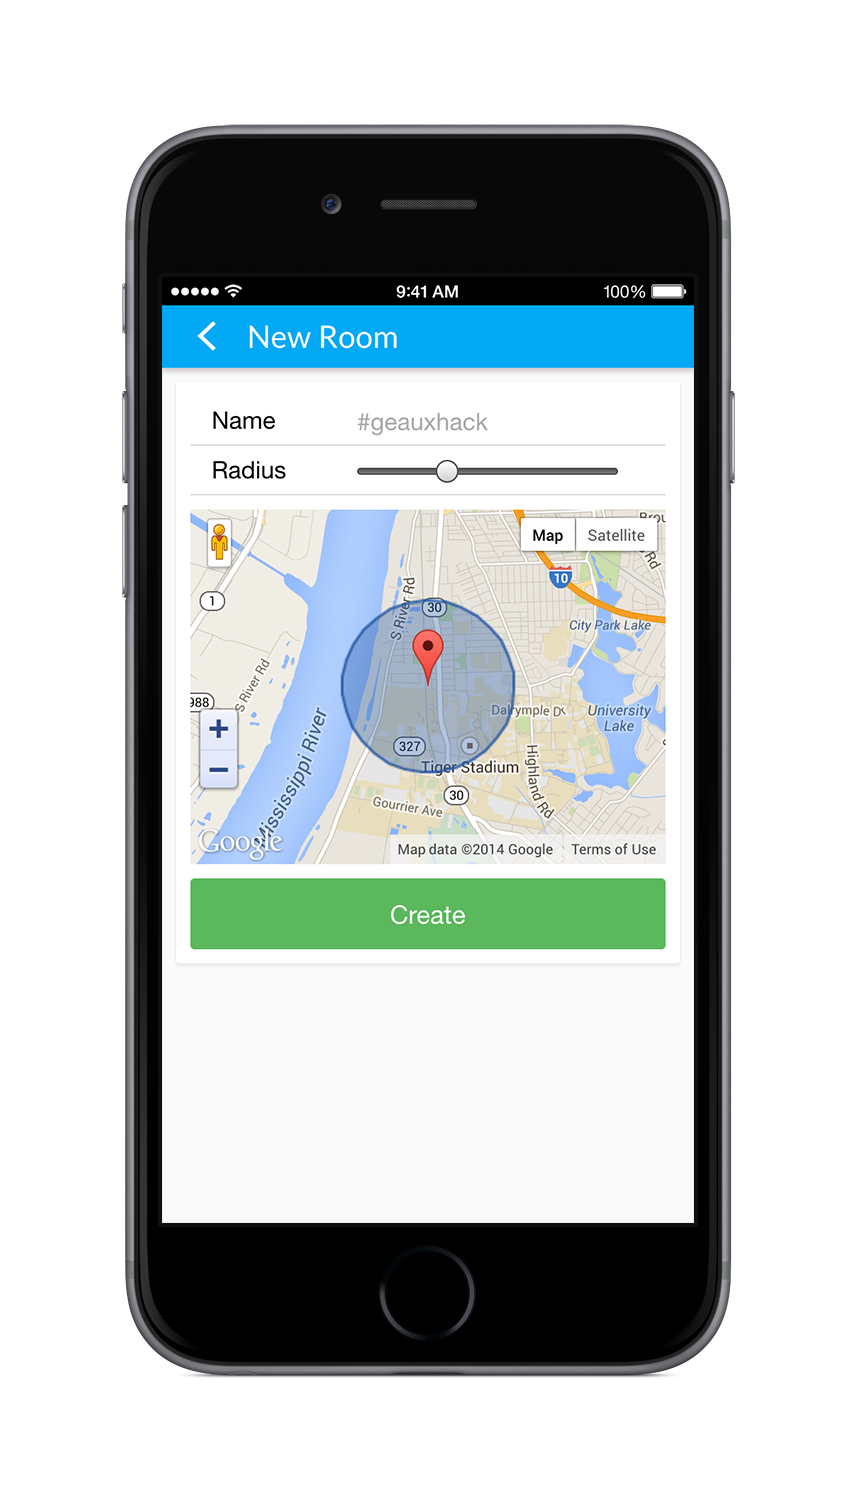 9:41 AM
100%
New Room
Name
#geauxhack
Radius
Map
Satellite
Rd
10
1
S River Rd
30
City Park Lake
S River Rd
988
Dalrymple Dr
University
Lake
327
Tiger Stadium
Highland Rd
Mississippi River
30
Gourrier Ave
Google
Map data ©2014 Google
Terms of Use
Create